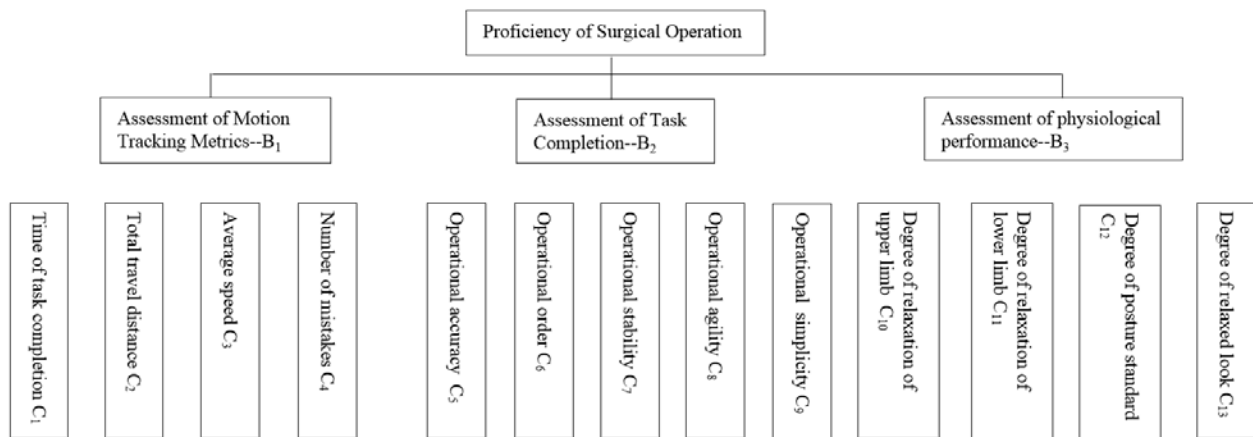 Proficiency of Surgical Operation
Assessment of Motion
Tracking Metrics--B₁
Assessment of Task
Completion--B₂
Assessment of physiological
performance--B₃
Time of task completion C₁
Total travel distance C₂
Average speed C₃
Number of mistakes C₄
Operational accuracy C₅
Operational order C₆
Operational stability C₇
Operational agility C₈
Operational simplicity C₉
Degree of relaxation of
upper limb C₁₀
Degree of relaxation of
lower limb C₁₁
Degree of posture standard
C₁₂
Degree of relaxed look C₁₃